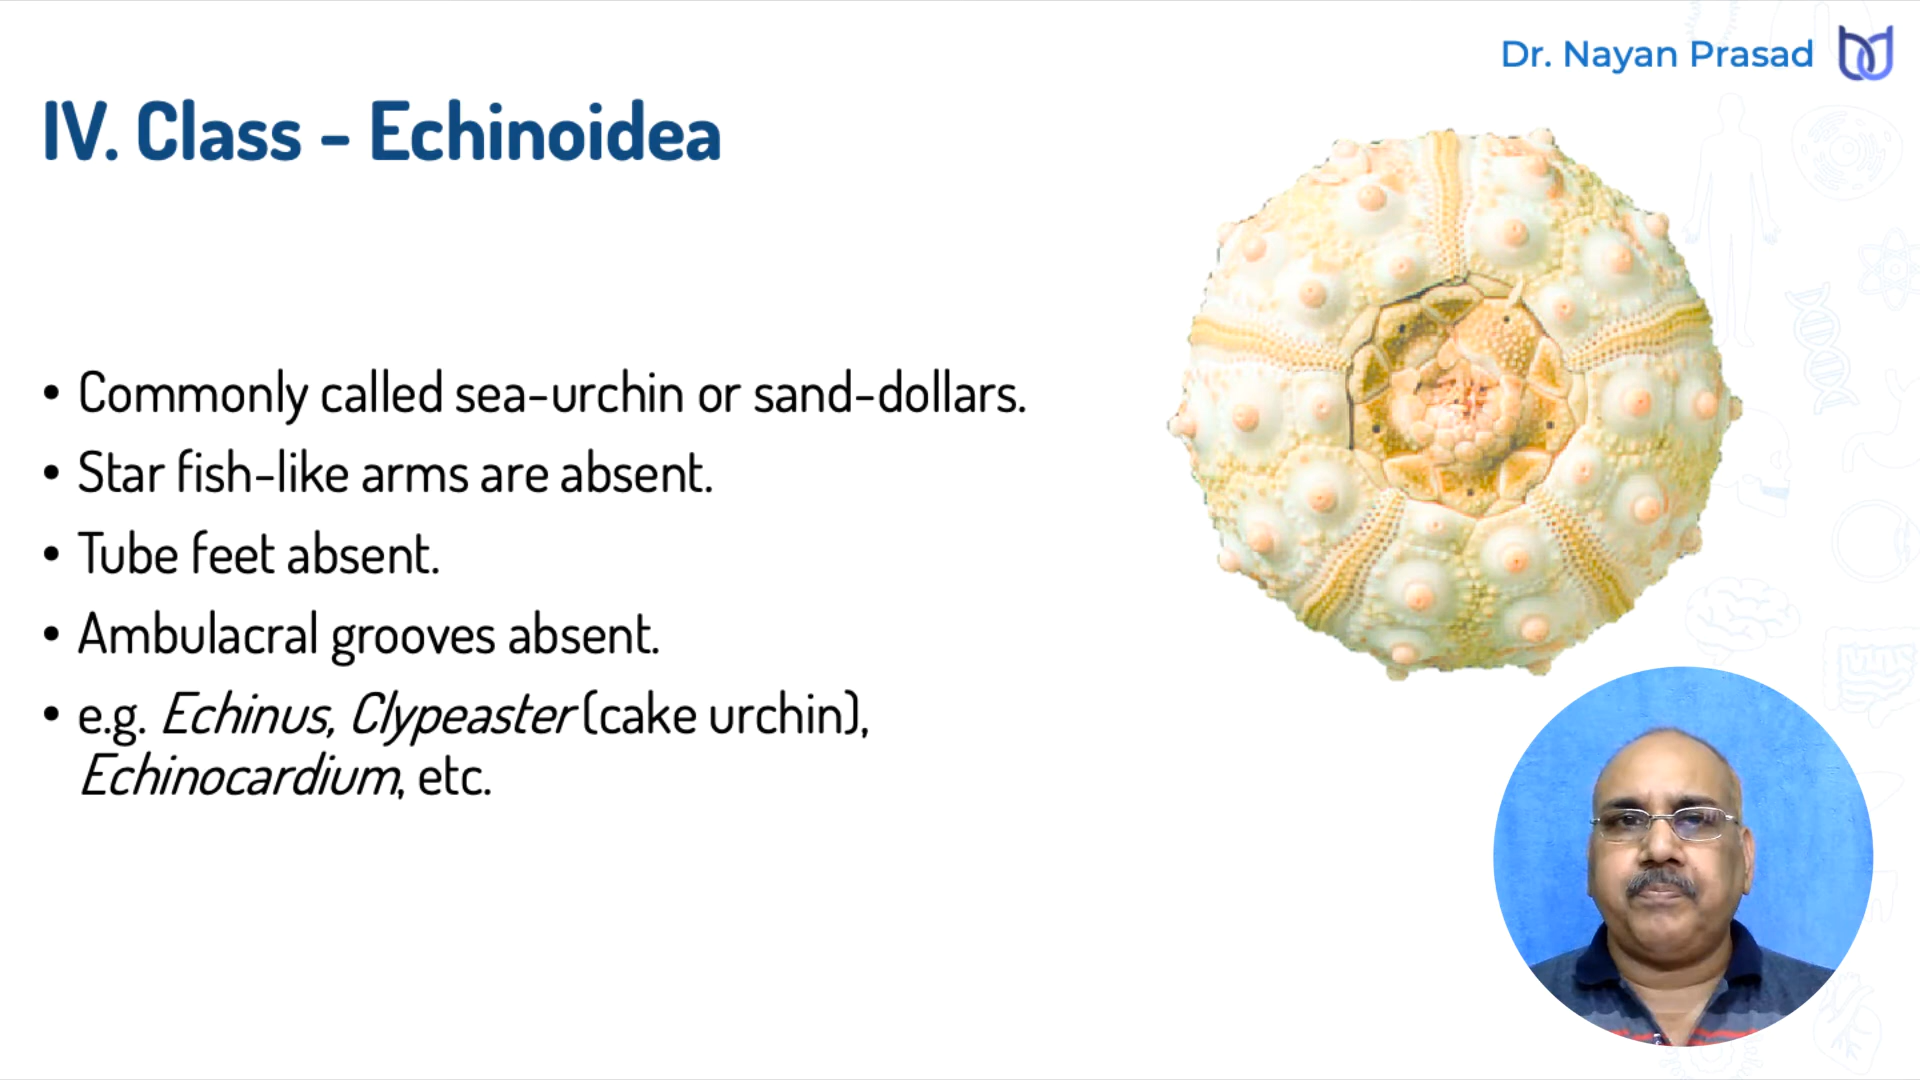 Dr. Nayan Prasad
IV. Class - Echinoidea
• Commonly called sea-urchin or sand-dollars.
• Star fish-like arms are absent.
• Tube feet absent.
• Ambulacral grooves absent.
• e.g. Echinus, Clypeaster (cake urchin),
Echinocardium, etc.